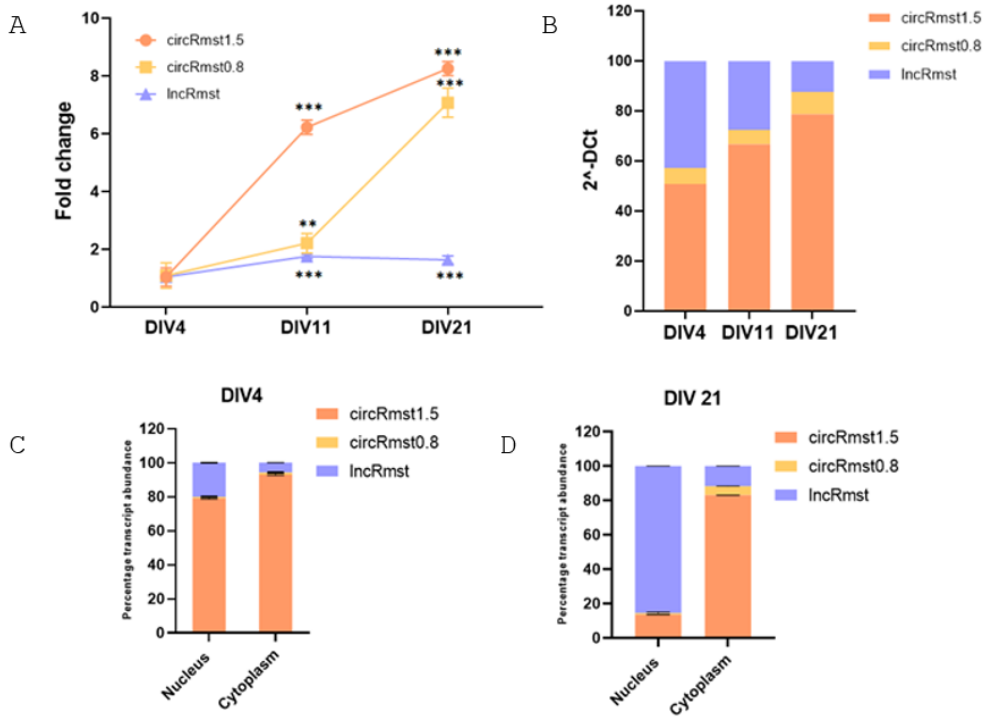 A
10
8
6
4
2
0
Fold change
circRmst1.5
circRmst0.8
lncRmst
***
**
***
***
***
***
DIV4
DIV11
DIV21
B
120
100
80
60
40
20
0
2^-DCt
circRmst1.5
circRmst0.8
lncRmst
DIV4
DIV11
DIV21
C
DIV4
circRmst1.5
circRmst0.8
lncRmst
120
100
80
60
40
20
0
Percentage transcript abundance
Nucleus
Cytoplasm
D
DIV 21
circRmst1.5
circRmst0.8
lncRmst
120
100
80
60
40
20
0
Percentage transcript abundance
Nucleus
Cytoplasm